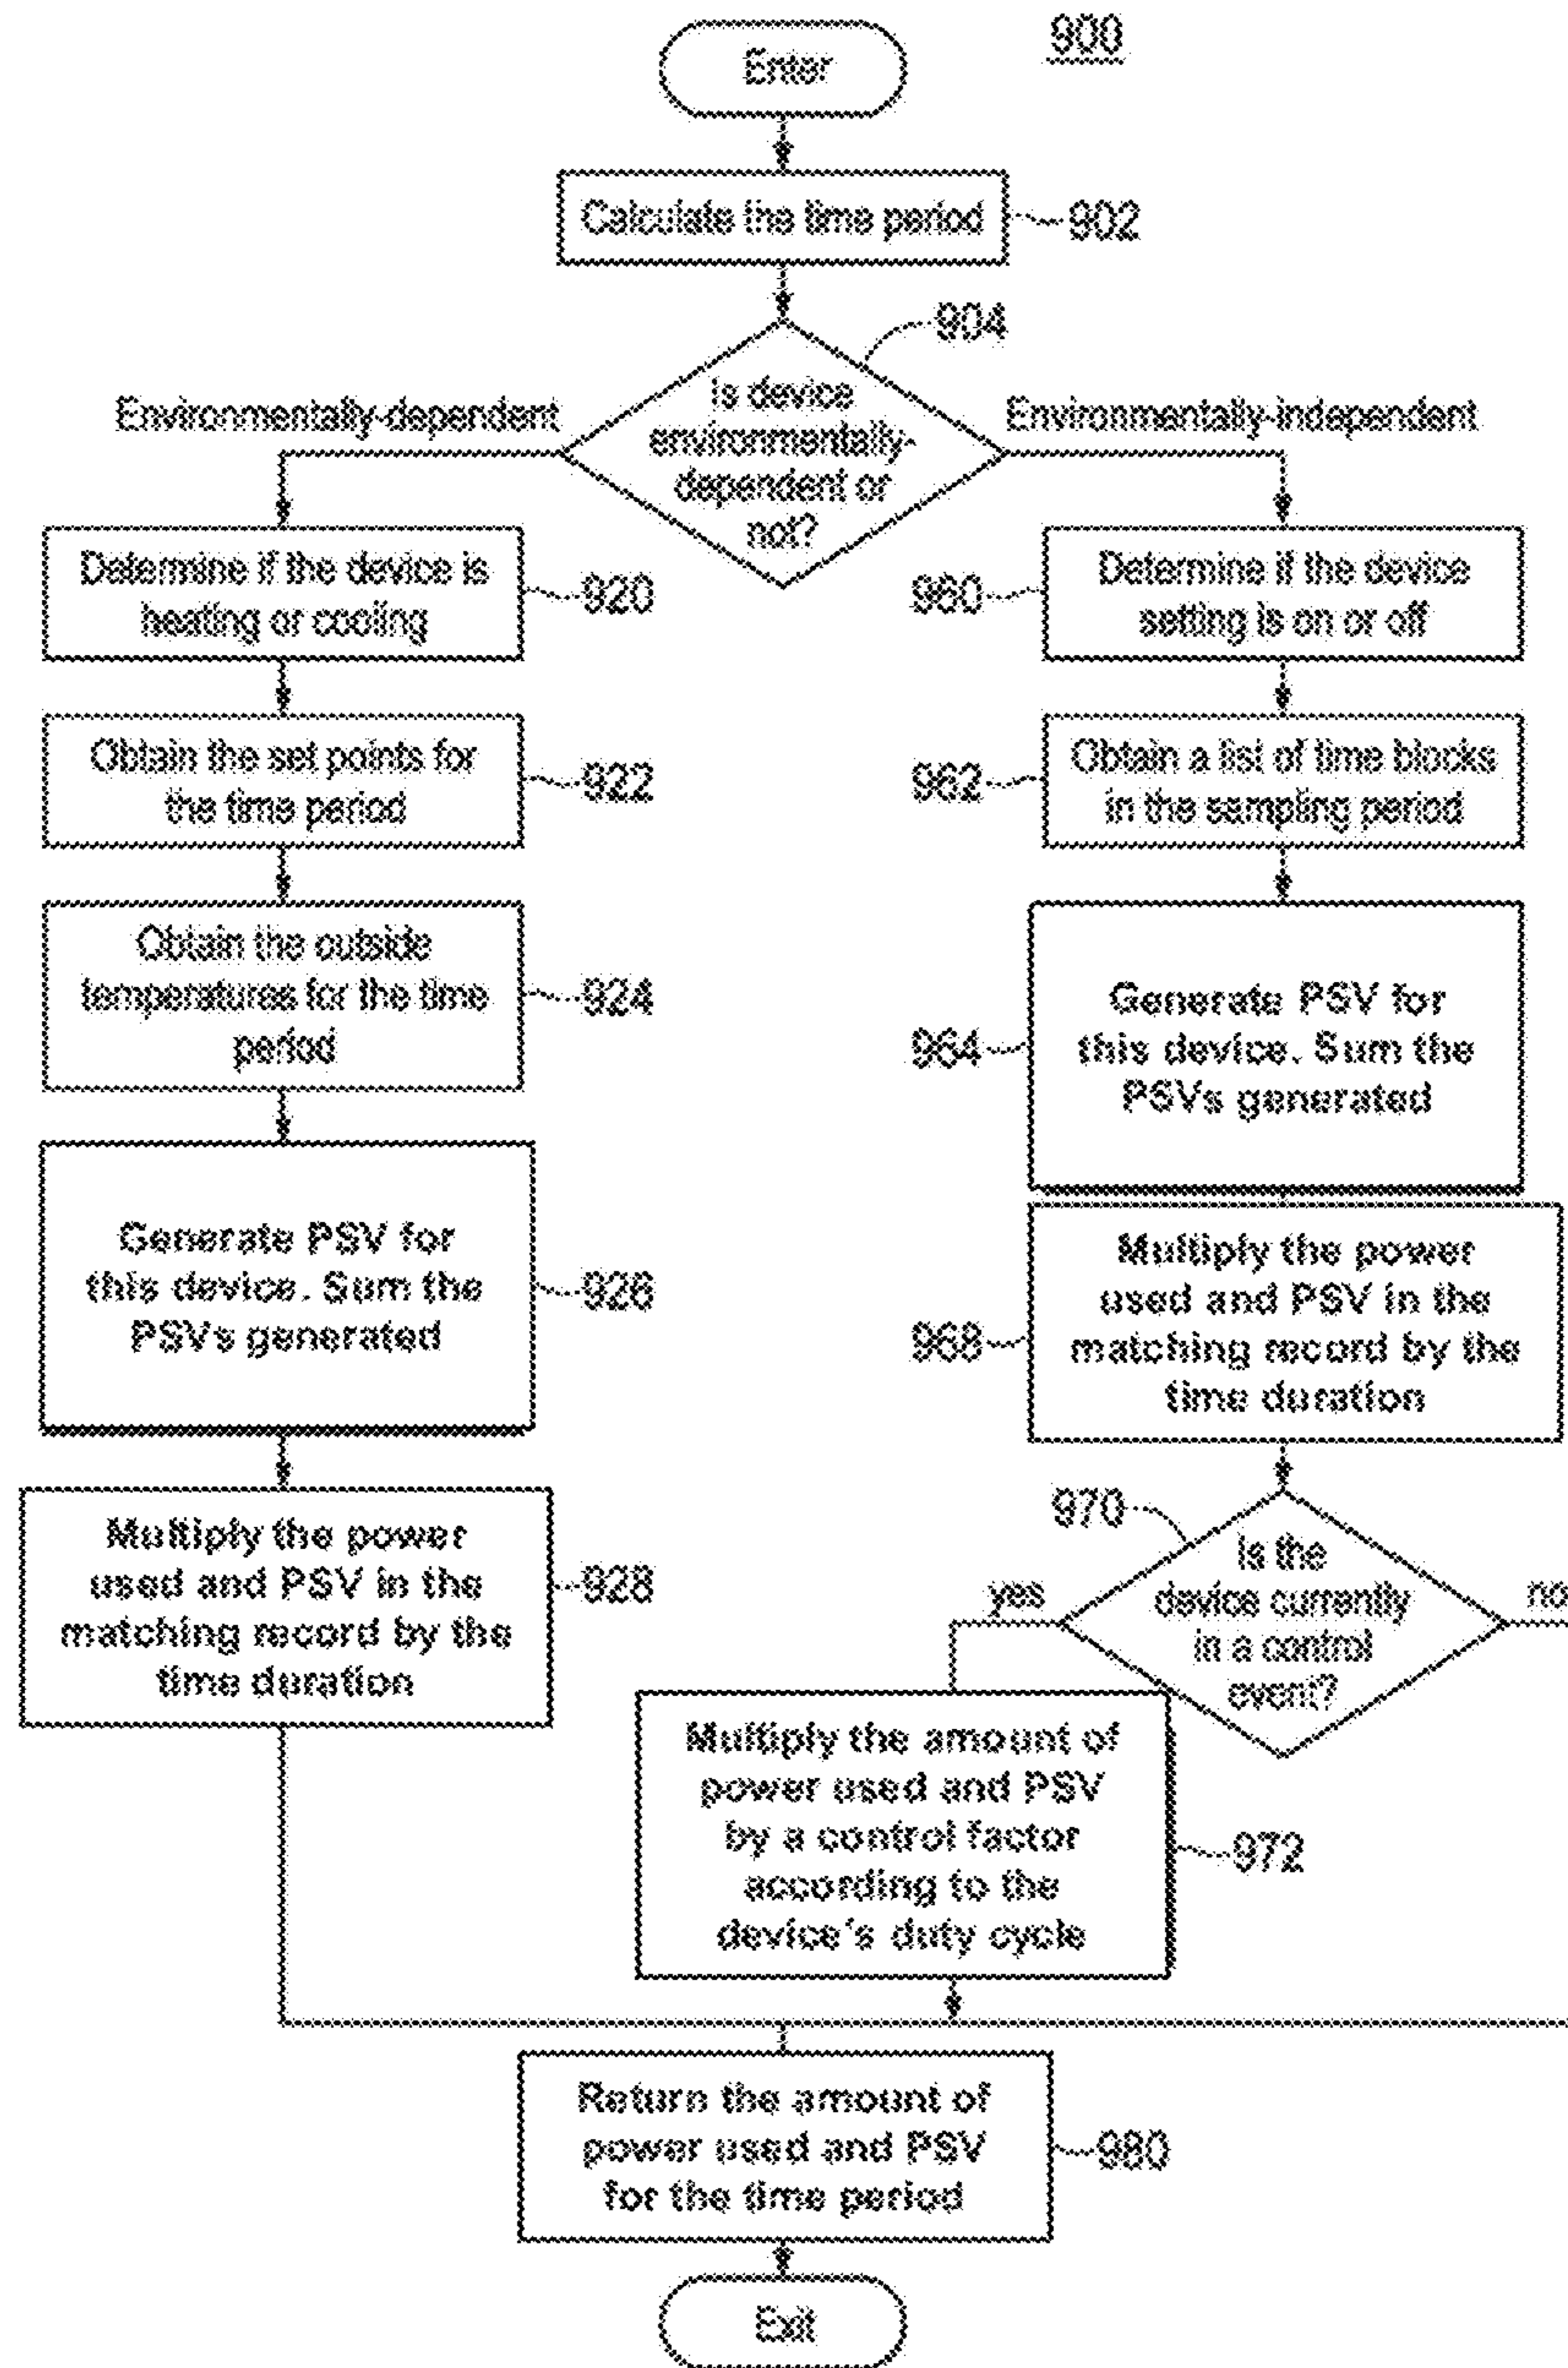 900
Enter
Calculate the time period
902
904
Is device
environmentally-
dependent or
not?
Environmentally-dependent
Environmentally-independent
Determine if the device is
heating or cooling
920
Obtain the set points for
the time period
922
Obtain the outside
temperatures for the time
period
924
Generate PSV for
this device. Sum the
PSVs generated
926
Multiply the power
used and PSV in the
matching record by the
time duration
928
960
Determine if the device
setting is on or off
962
Obtain a list of time blocks
in the sampling period
964
Generate PSV for
this device. Sum the
PSVs generated
968
Multiply the power
used and PSV in the
matching record by the
time duration
970
Is the
device currently
in a control
event?
yes
no
Multiply the amount of
power used and PSV
by a control factor
according to the
device's duty cycle
972
Return the amount of
power used and PSV
for the time period
980
Exit